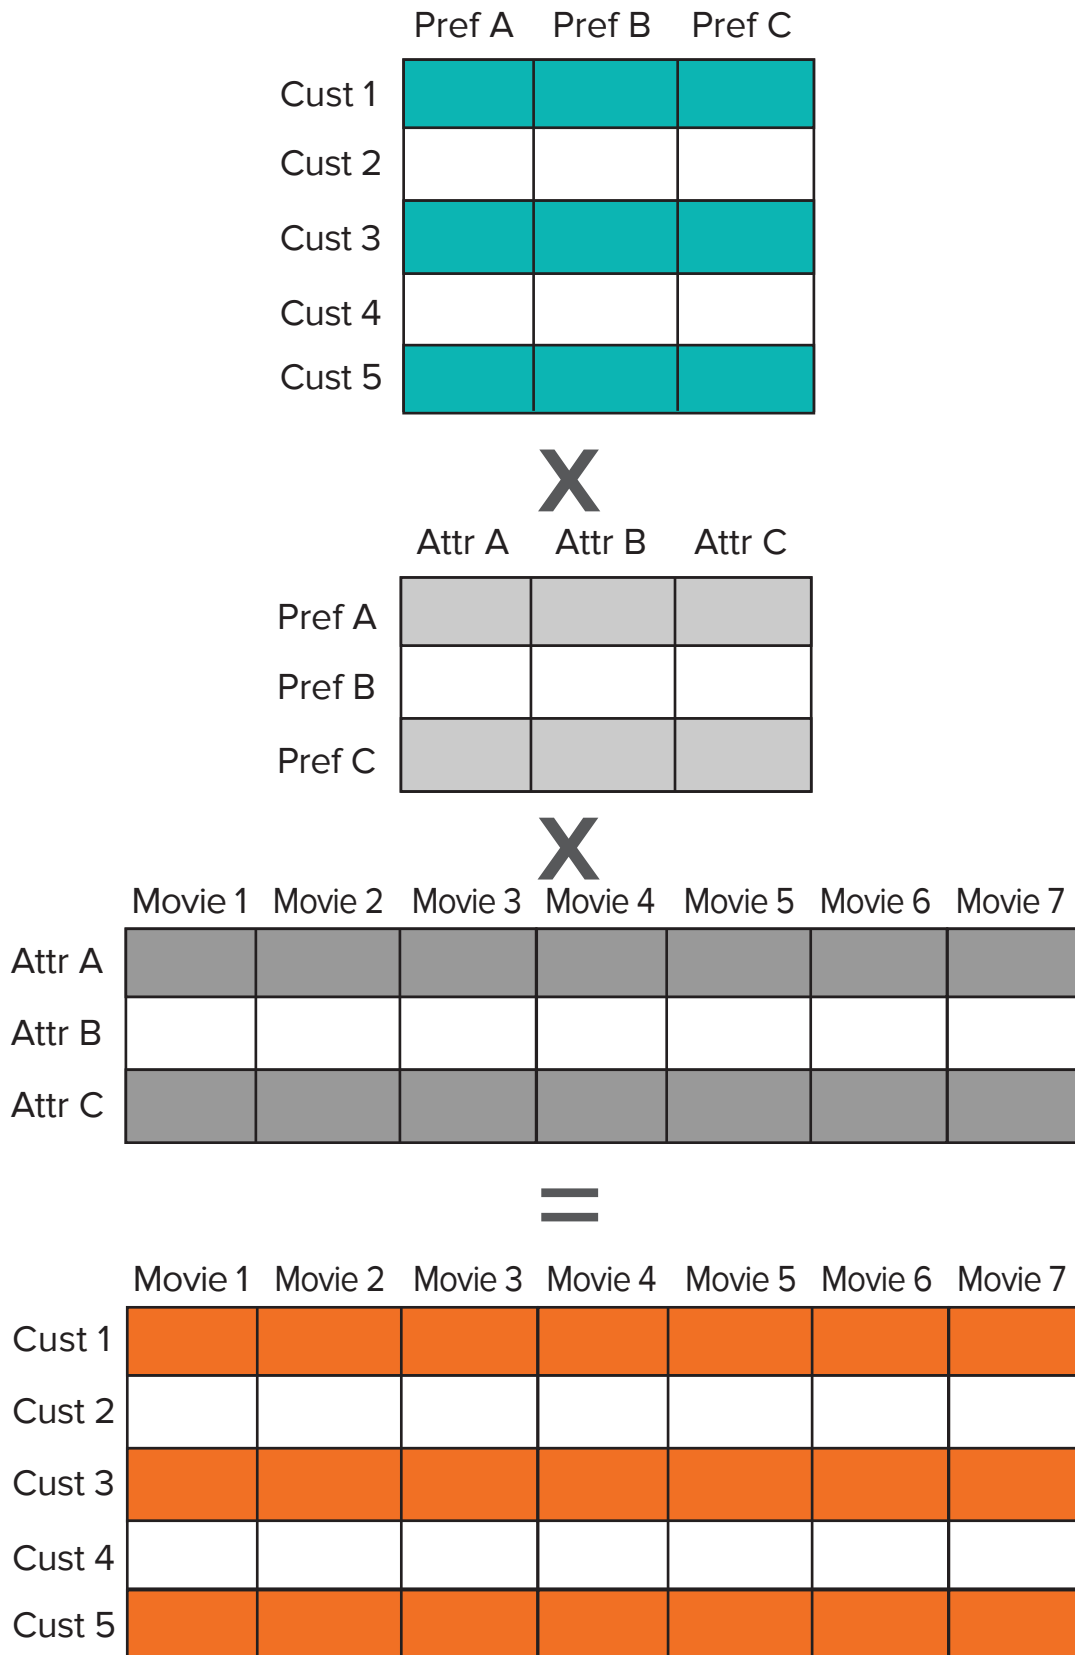 Pref A Pref B Pref C
Cust 1
Cust 2
Cust 3
Cust 4
Cust 5
X
Attr A Attr B Attr C
Pref A
Pref B
Pref C
X
Movie 1 Movie 2 Movie 3 Movie 4 Movie 5 Movie 6 Movie 7
Attr A
Attr B
Attr C
=
Movie 1 Movie 2 Movie 3 Movie 4 Movie 5 Movie 6 Movie 7
Cust 1
Cust 2
Cust 3
Cust 4
Cust 5